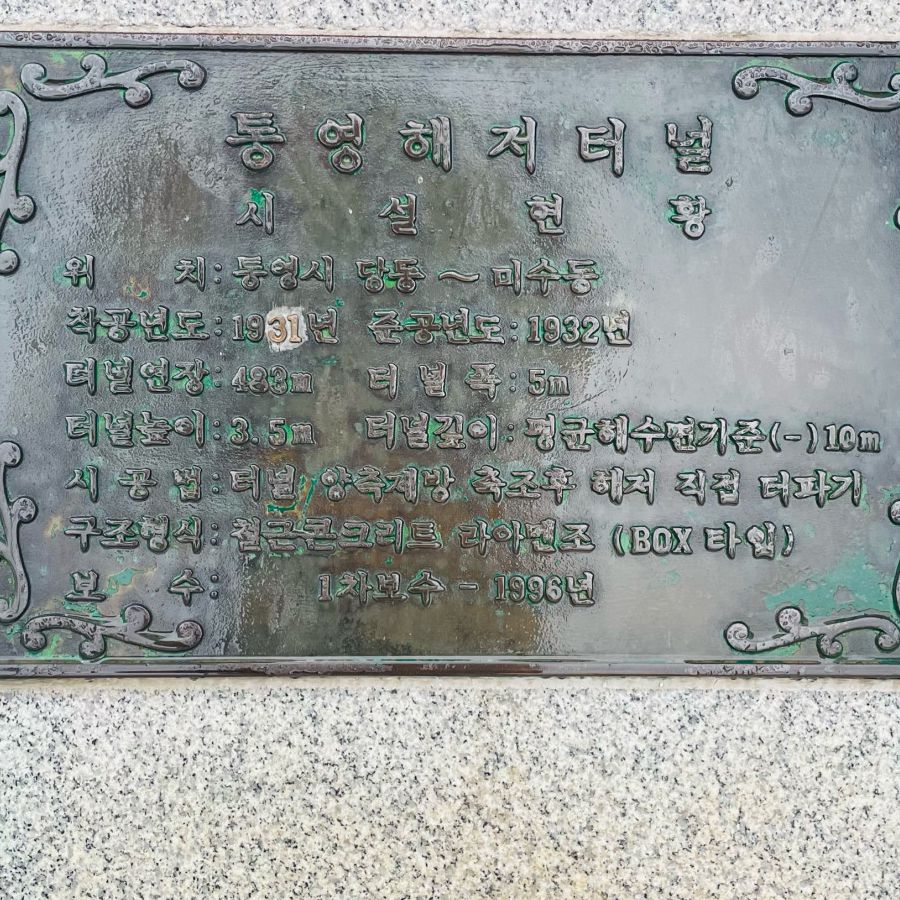 통영해저터널
시설현황
위 치: 통영시 당동 ~ 미수동
착공년도: 1931년 준공년도: 1932년
터널연장: 483m 터널폭: 5m
터널높이: 3.5m 터널깊이:평균해수면기준(-)10m
시공법: 터널 양측제방 축조후 해저 직접 터파기
구조형식: 철근콘크리트 라아멘조 (BOX 타입)
보 수: 1차보수 - 1996년